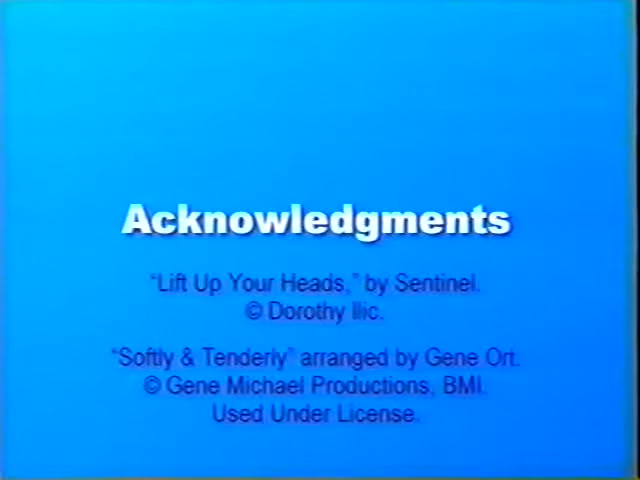 Acknowledgments
"Lift Up Your Heads," by Sentinel.
© Dorothy Ilic.
"Softly & Tenderly" arranged by Gene Ort.
© Gene Michael Productions, BMI.
Used Under License.